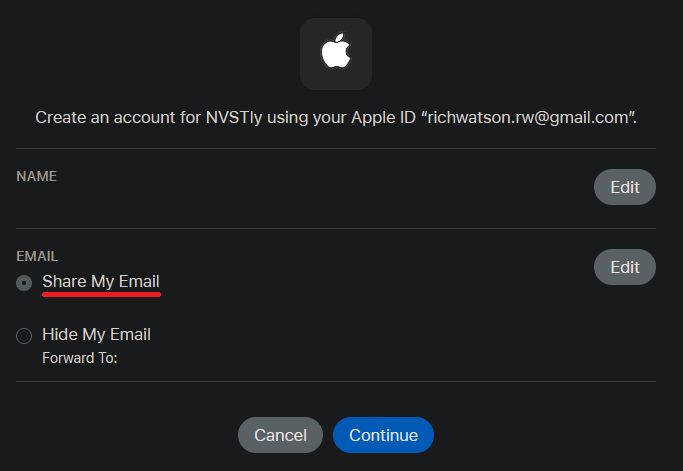 Create an account for NVSTly using your Apple ID “richwatson.rw@gmail.com”.
NAME
Edit
EMAIL
Edit
Share My Email
Hide My Email
Forward To:
Cancel
Continue